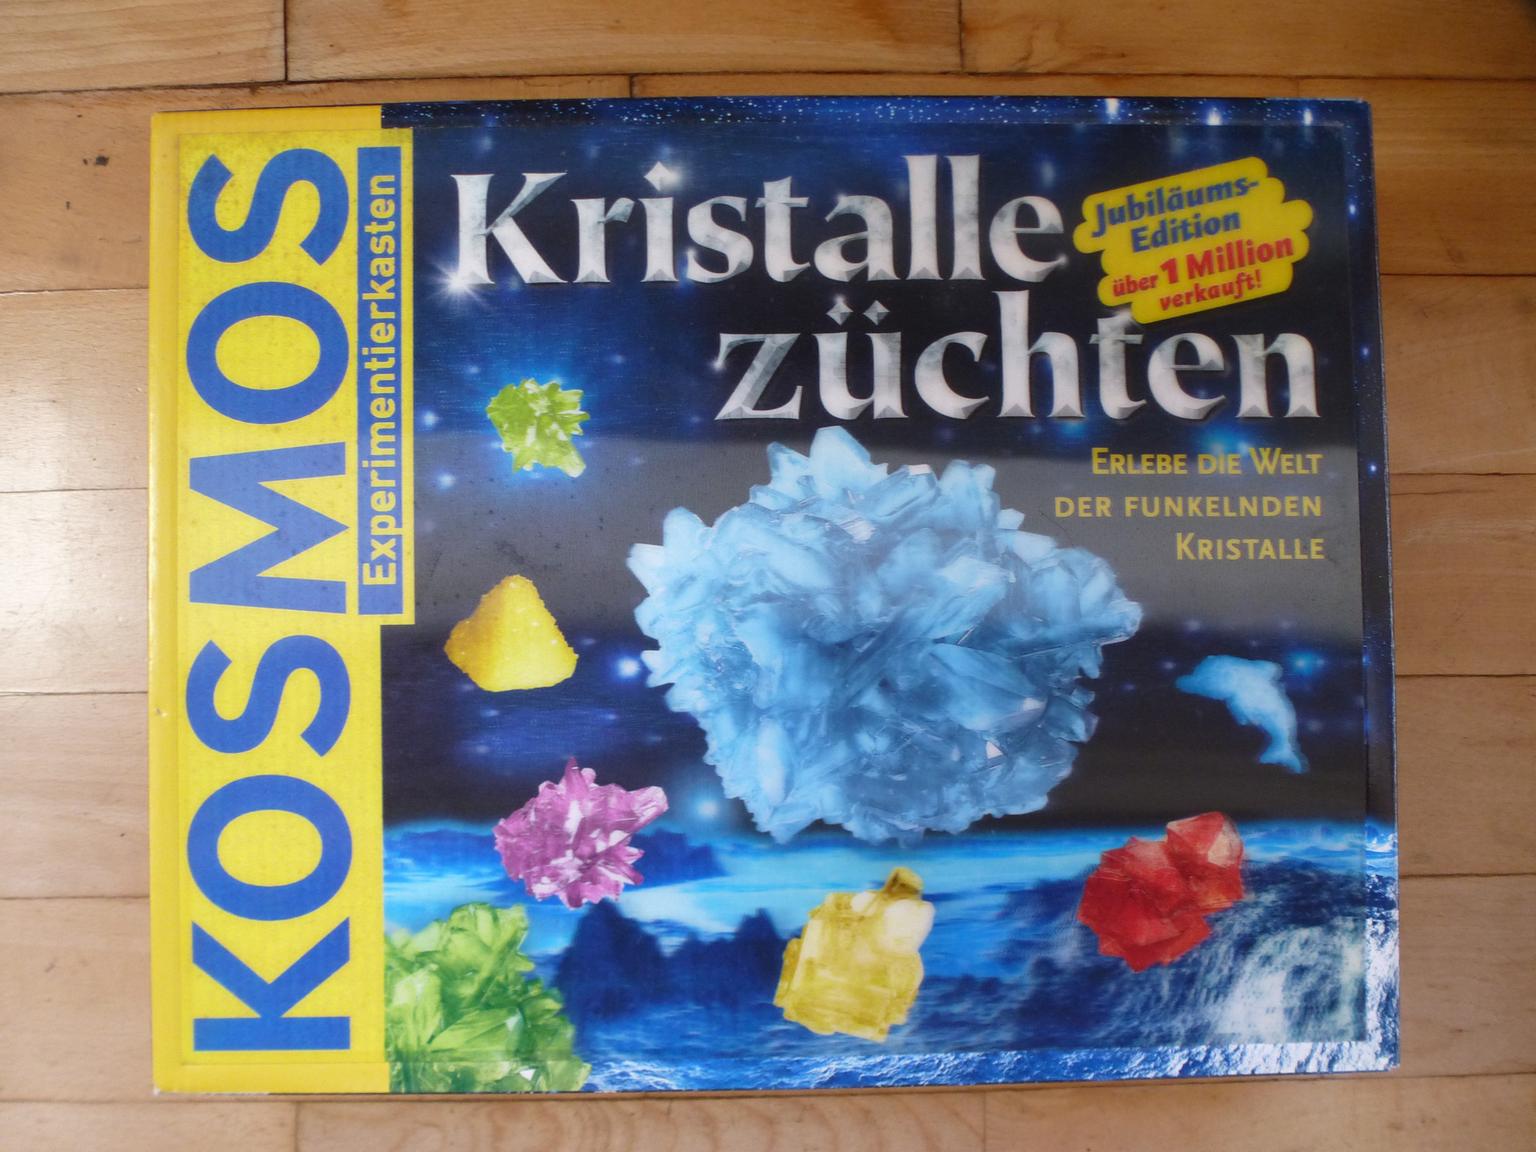 KOSMOS
Experimentierkasten
Kristalle
züchten
Jubiläums-
Edition
über 1 Million
verkauft!
ERLEBE DIE WELT
DER FUNKELNDEN
KRISTALLE